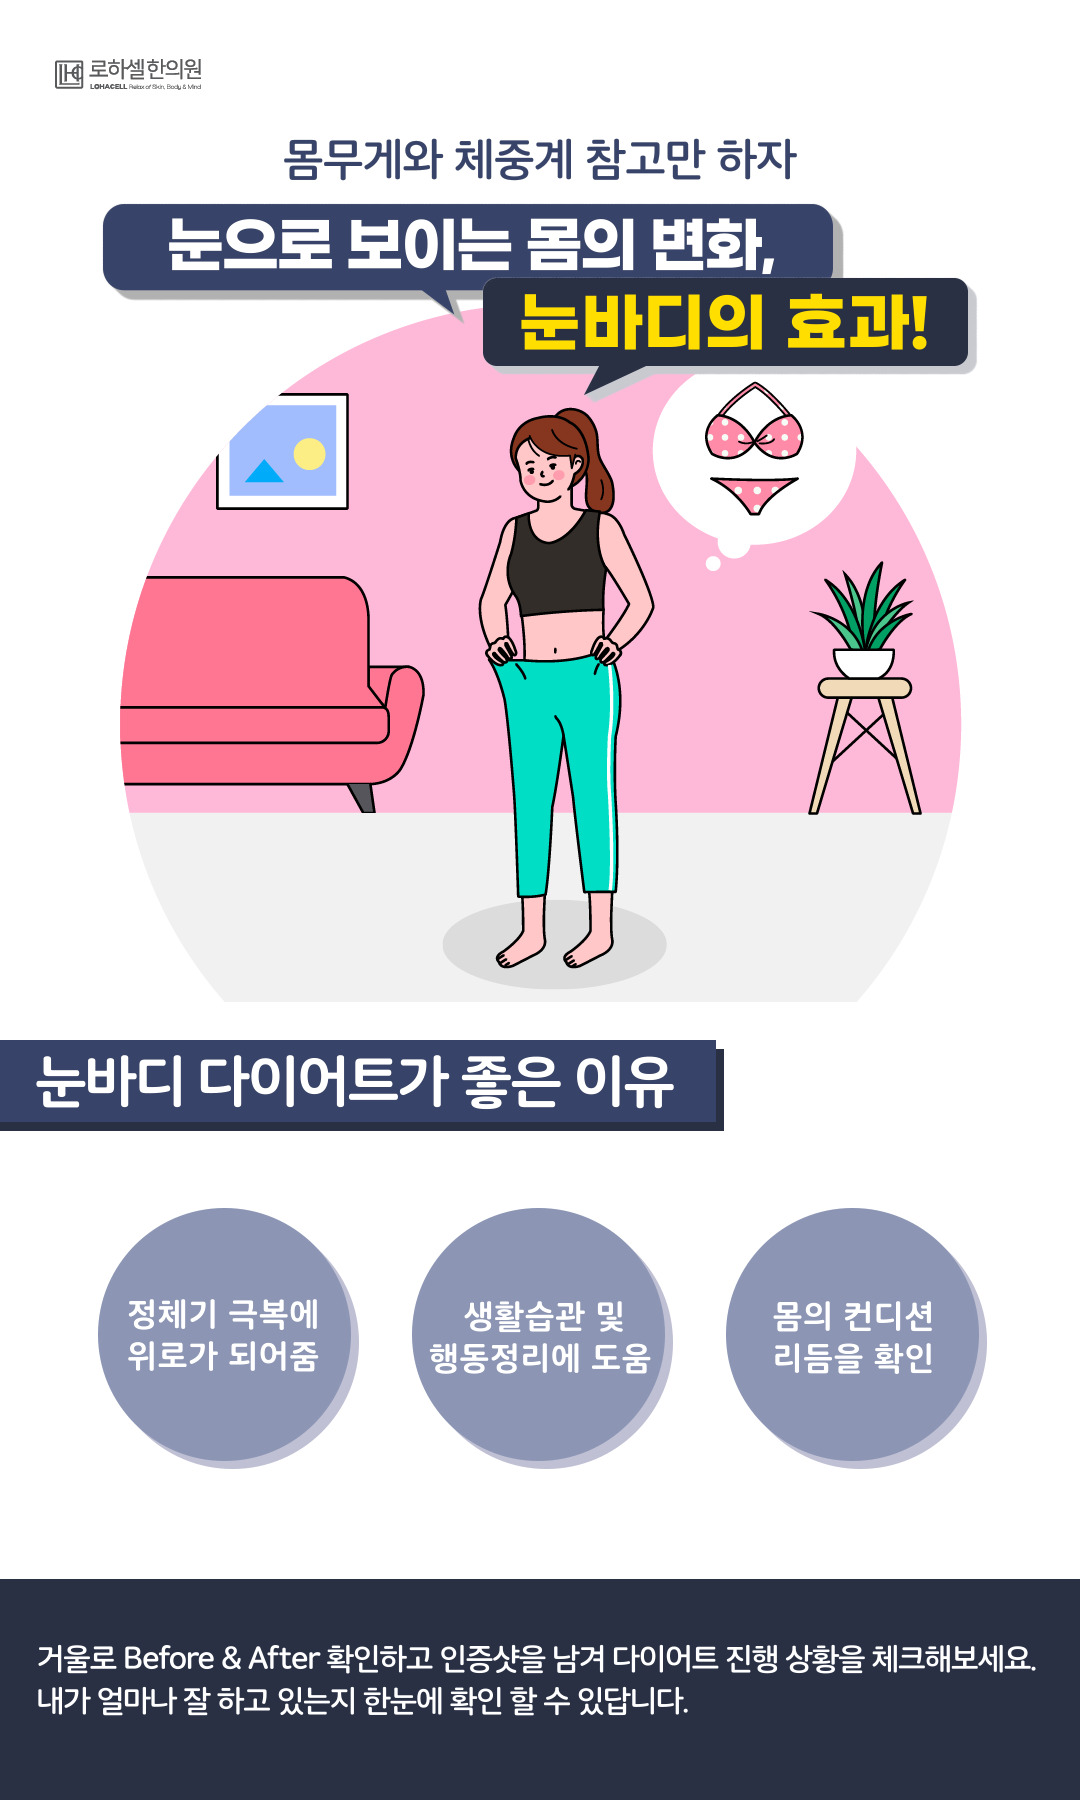 로하셀한의원
LOHACELL Relax of Skin, Body & Mind
몸무게와 체중계 참고만 하자
눈으로 보이는 몸의 변화,
눈바디의 효과!
눈바디 다이어트가 좋은 이유
정체기 극복에
위로가 되어줌
생활습관 및
행동정리에 도움
몸의 컨디션
리듬을 확인
거울로 Before & After 확인하고 인증샷을 남겨 다이어트 진행 상황을 체크해보세요.
내가 얼마나 잘 하고 있는지 한눈에 확인 할 수 있답니다.